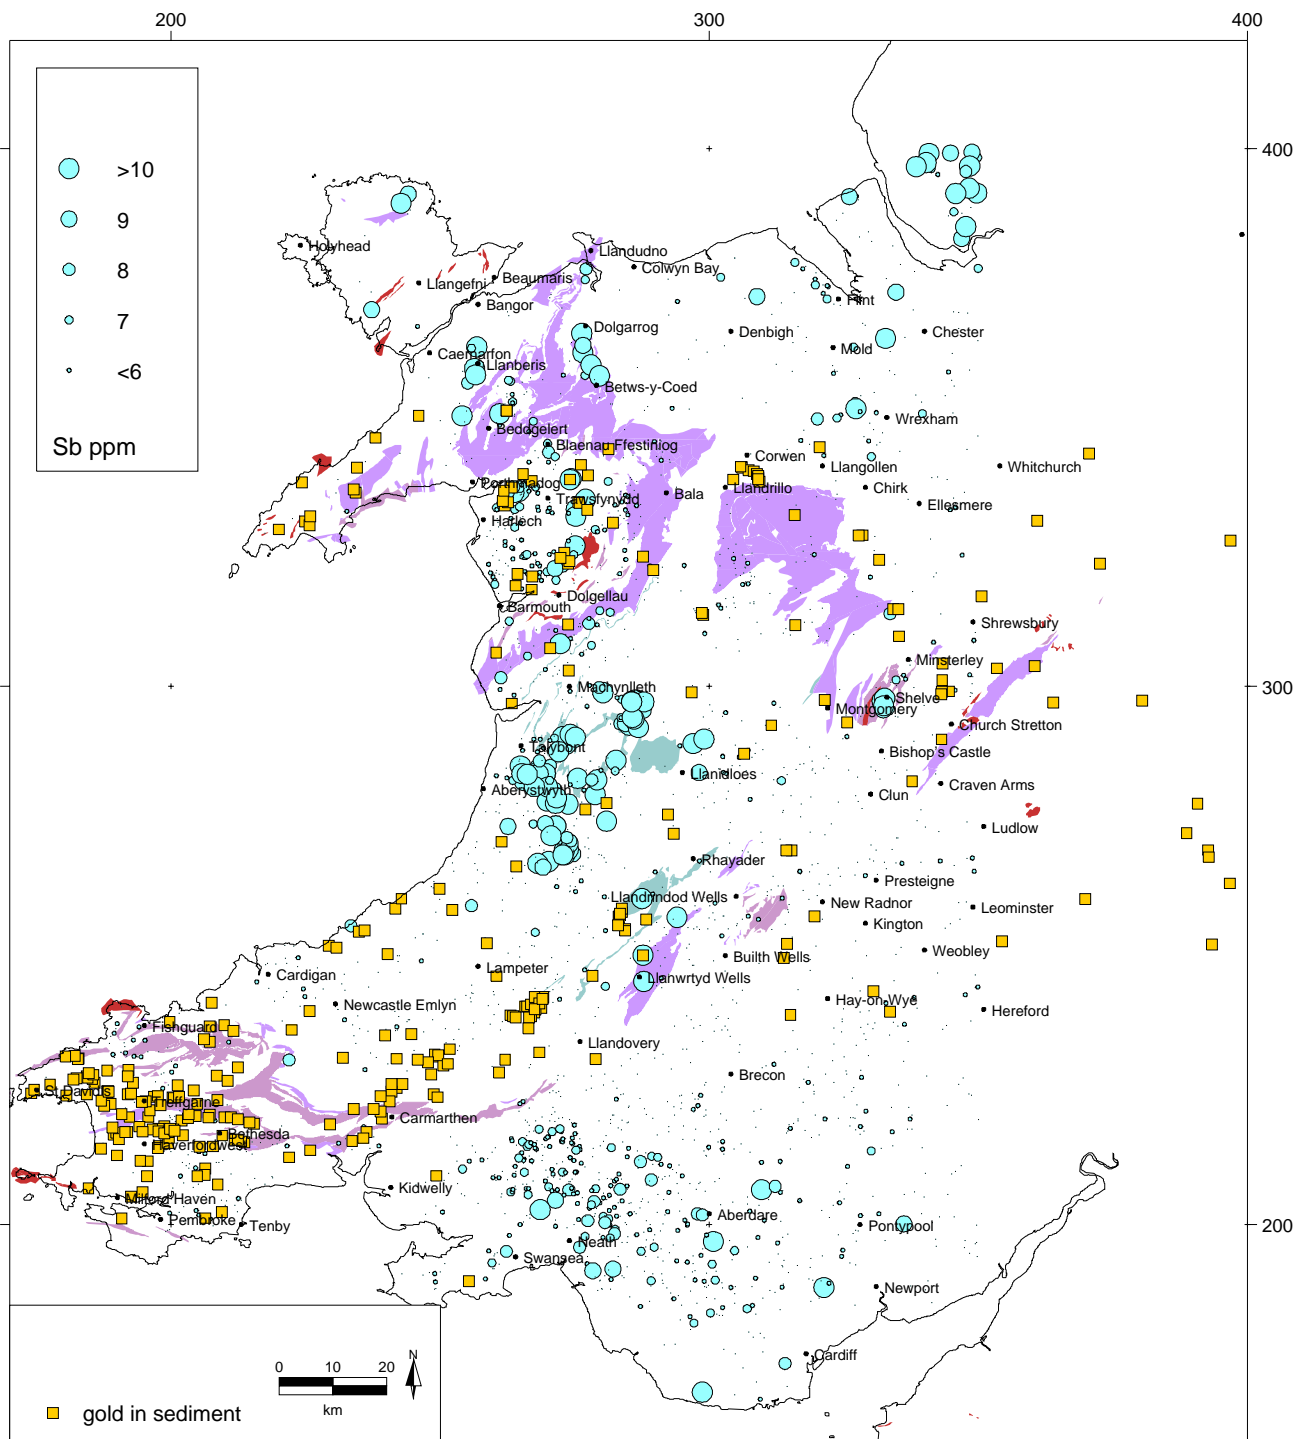 200
300
400
>10
9
8
7
<6
Sb ppm
400
Holyhead
Llandudno
Colwyn Bay
Llangefni
Beaumaris
Bangor
Flint
Dolgarrog
Denbigh
Chester
Caernarfon
Mold
Llanberis
Betws-y-Coed
Wrexham
Beddgelert
Blaenau Ffestiniog
Corwen
Llangollen
Whitchurch
Porthmadog
Trawsfynydd
Bala
Llandrillo
Chirk
Ellesmere
Harlech
Dolgellau
Barmouth
Shrewsbury
Minsterley
Machynlleth
300
Shelve
Montgomery
Church Stretton
Talybont
Bishop's Castle
Llanidloes
Aberystwyth
Craven Arms
Clun
Ludlow
Rhayader
Presteigne
Llandrindod Wells
New Radnor
Leominster
Kington
Weobley
Builth Wells
Lampeter
Cardigan
Llanwrtyd Wells
Newcastle Emlyn
Hay-on-Wye
Hereford
Fishguard
Llandovery
Brecon
St Davids
Treffgarne
Carmarthen
Bethesda
Haverfordwest
Kidwelly
Milford Haven
Aberdare
Pembroke
Tenby
Pontypool
200
Neath
Swansea
Newport
Cardiff
0 10 20
N
km
gold in sediment